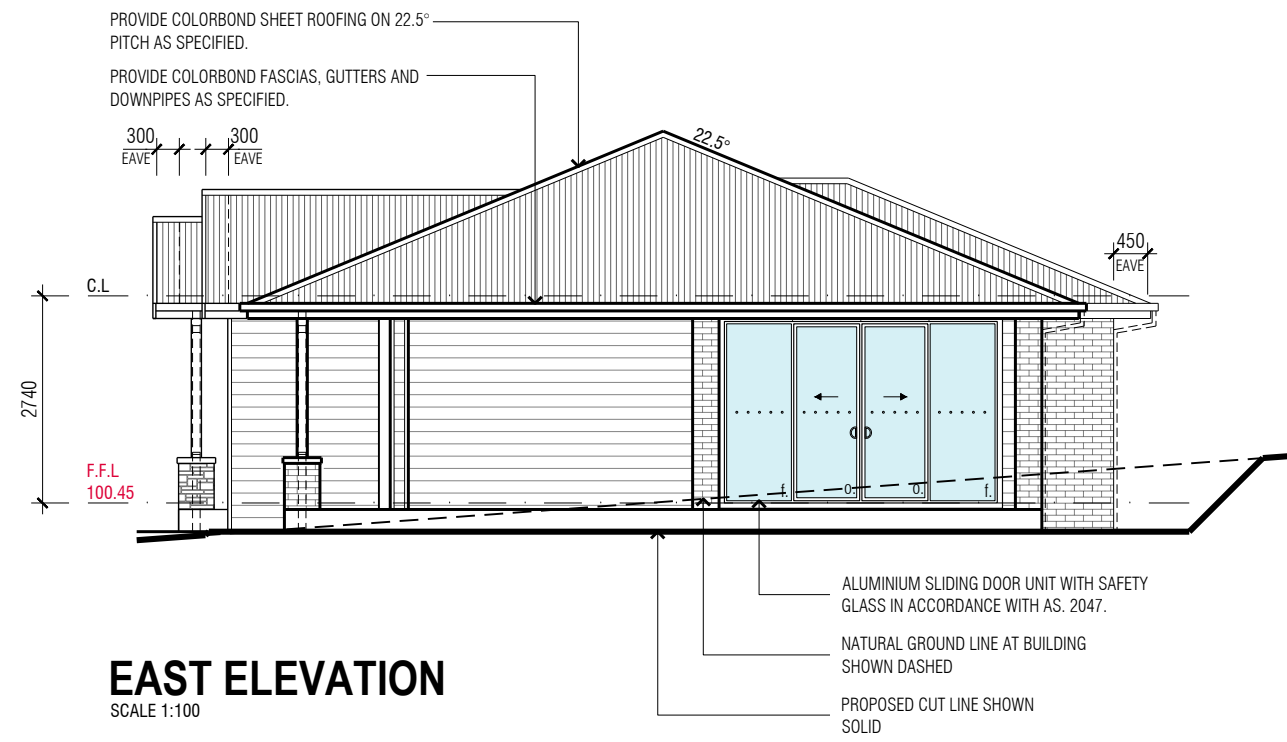 PROVIDE COLORBOND SHEET ROOFING ON 22.5°
PITCH AS SPECIFIED.
PROVIDE COLORBOND FASCIAS, GUTTERS AND
DOWNPIPES AS SPECIFIED.
300
EAVE
300
EAVE
22.5°
450
EAVE
C.L
2740
F.F.L
100.45
f.
o.
o.
f.
ALUMINIUM SLIDING DOOR UNIT WITH SAFETY
GLASS IN ACCORDANCE WITH AS. 2047.
NATURAL GROUND LINE AT BUILDING
SHOWN DASHED
PROPOSED CUT LINE SHOWN
SOLID
EAST ELEVATION
SCALE 1:100